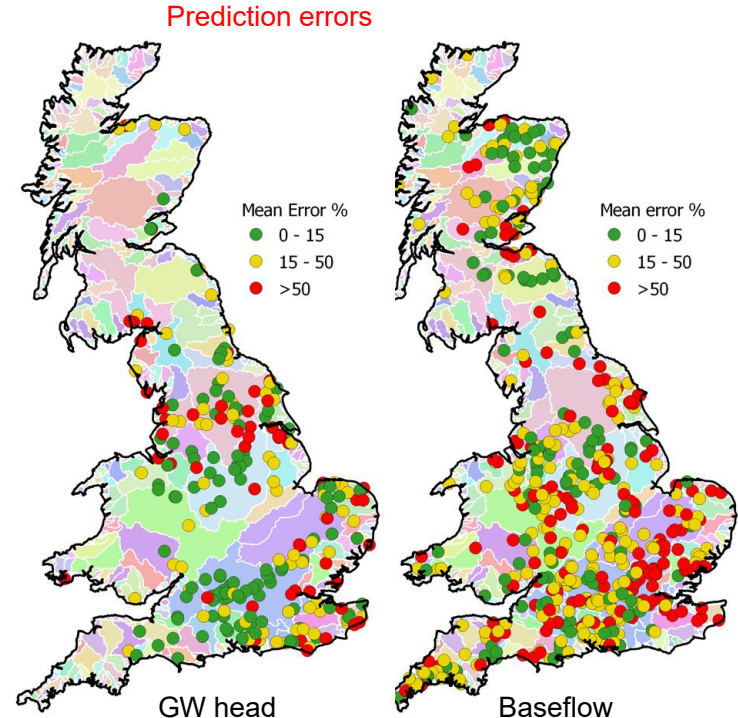 Prediction errors
Mean Error %
0 - 15
15 - 50
>50
Mean error %
0 - 15
15 - 50
>50
GW head
Baseflow